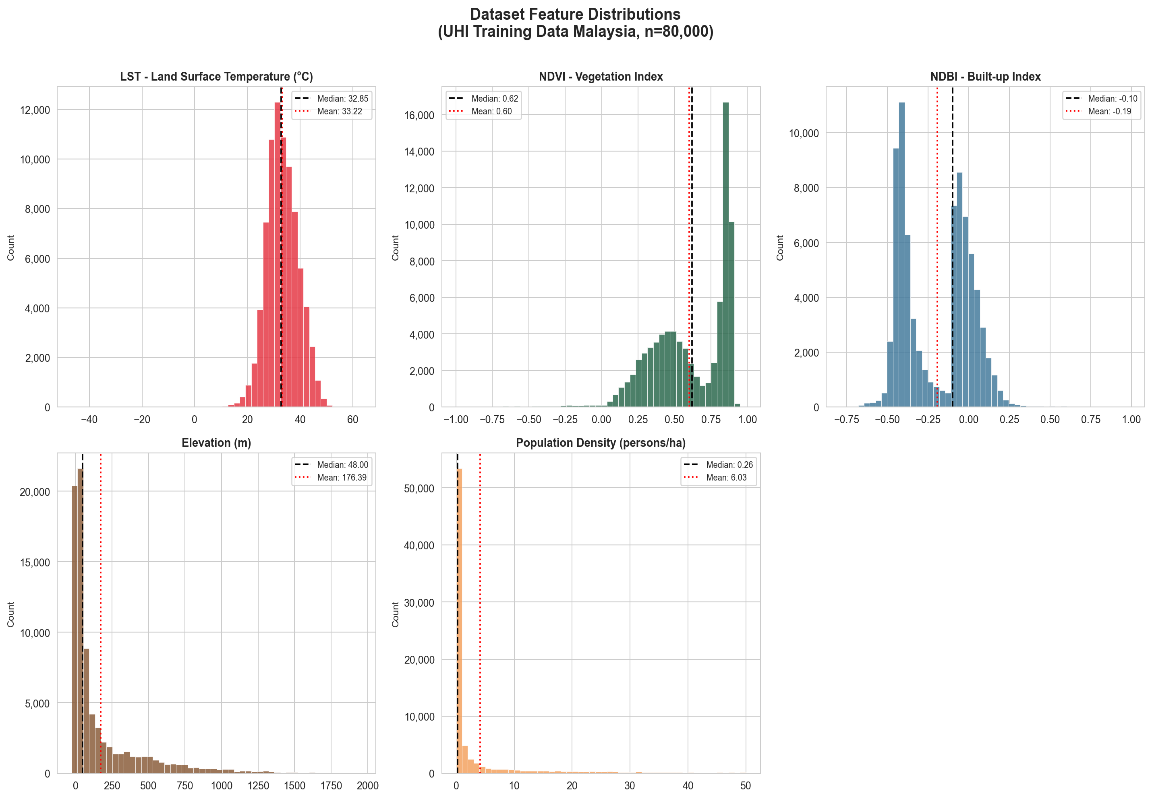 Dataset Feature Distributions
(UHI Training Data Malaysia, n=80,000)
LST - Land Surface Temperature (°C)
Median: 32.85
Mean: 33.22
Count
12,000
10,000
8,000
6,000
4,000
2,000
0
−40 −20 0 20 40 60
NDVI - Vegetation Index
Median: 0.62
Mean: 0.60
Count
16,000
14,000
12,000
10,000
8,000
6,000
4,000
2,000
0
−1.00 −0.75 −0.50 −0.25 0.00 0.25 0.50 0.75 1.00
NDBI - Built-up Index
Median: -0.10
Mean: -0.19
Count
10,000
8,000
6,000
4,000
2,000
0
−0.75 −0.50 −0.25 0.00 0.25 0.50 0.75 1.00
Elevation (m)
Median: 48.00
Mean: 176.39
Count
20,000
15,000
10,000
5,000
0
0 250 500 750 1000 1250 1500 1750 2000
Population Density (persons/ha)
Median: 0.26
Mean: 6.03
Count
50,000
40,000
30,000
20,000
10,000
0
0 10 20 30 40 50